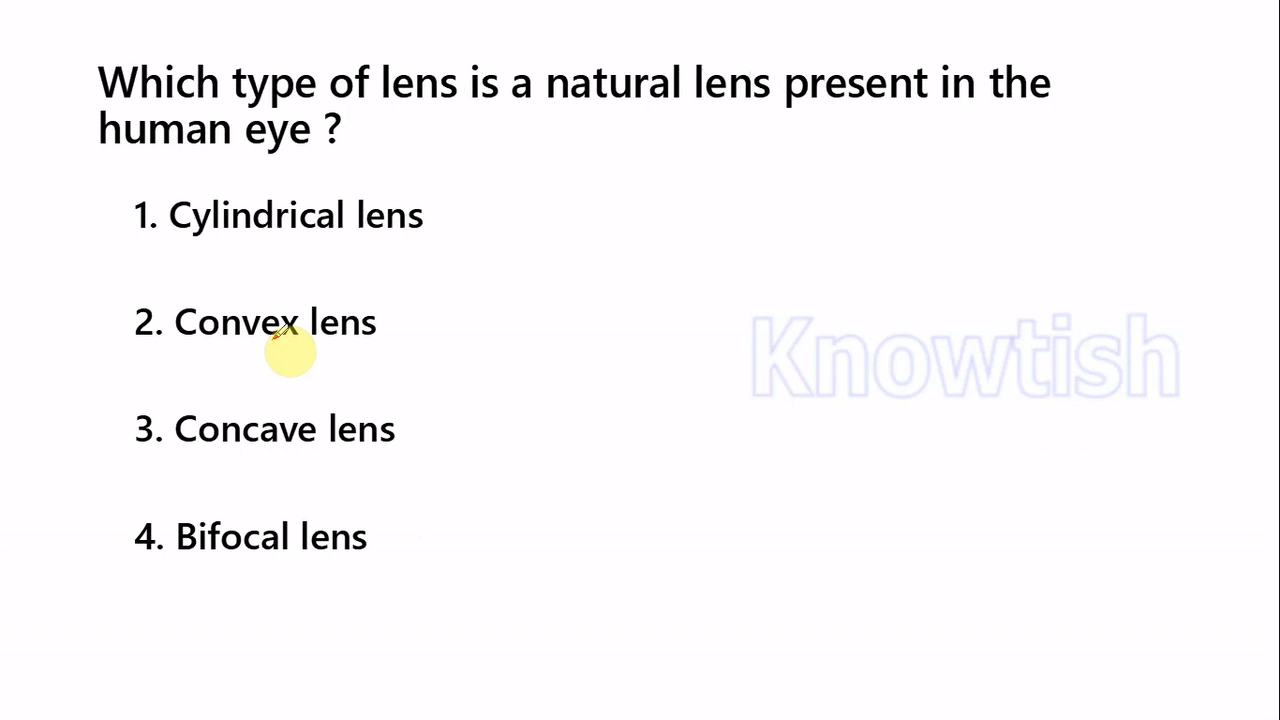 Which type of lens is a natural lens present in the
human eye ?
1. Cylindrical lens
2. Convex lens
Knowtish
3. Concave lens
4. Bifocal lens